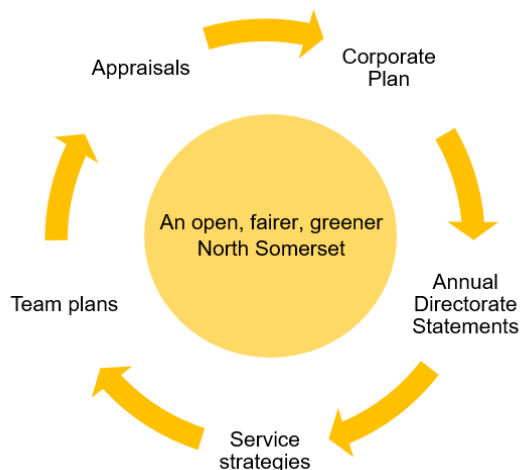 Appraisals
Corporate
Plan
An open, fairer, greener
North Somerset
Annual
Directorate
Statements
Team plans
Service
strategies